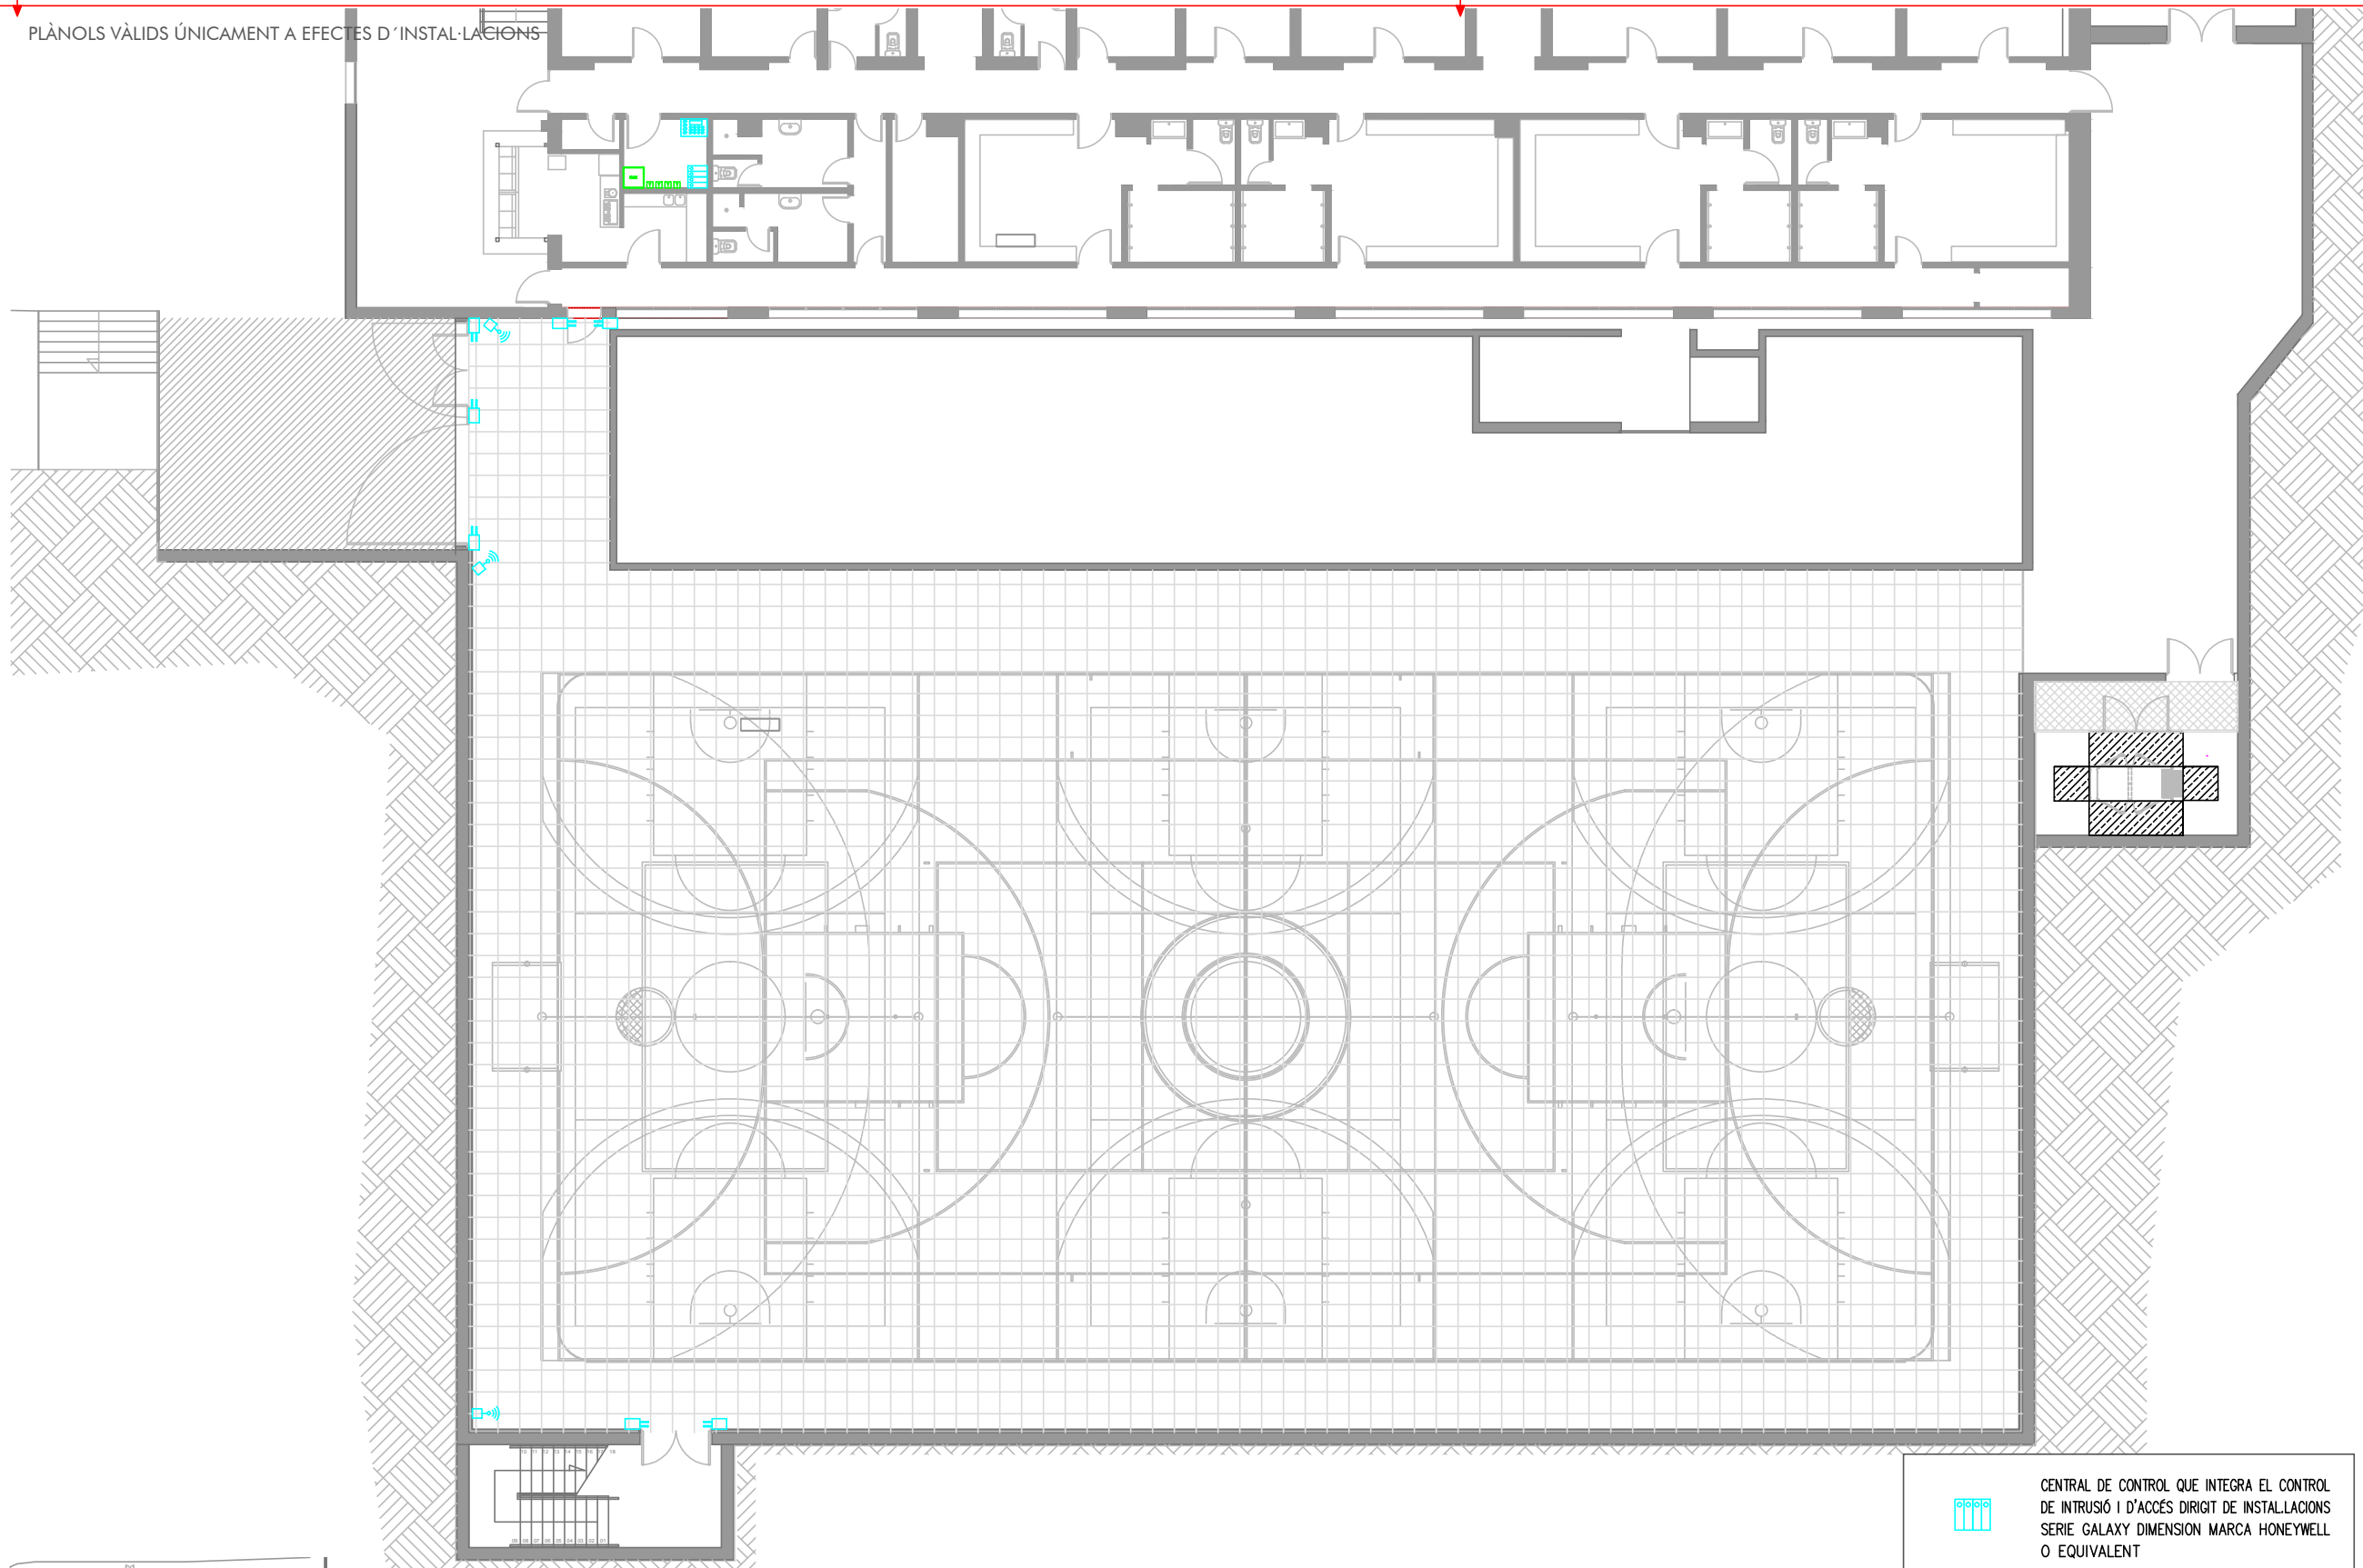 PLÀNOLS VÀLIDS ÚNICAMENT A EFECTES D´INSTAL·LACIONS
CENTRAL DE CONTROL QUE INTEGRA EL CONTROL
DE INTRUSIÓ I D'ACCÉS DIRIGIT DE INSTAL.LACIONS
SERIE GALAXY DIMENSION MARCA HONEYWELL
O EQUIVALENT